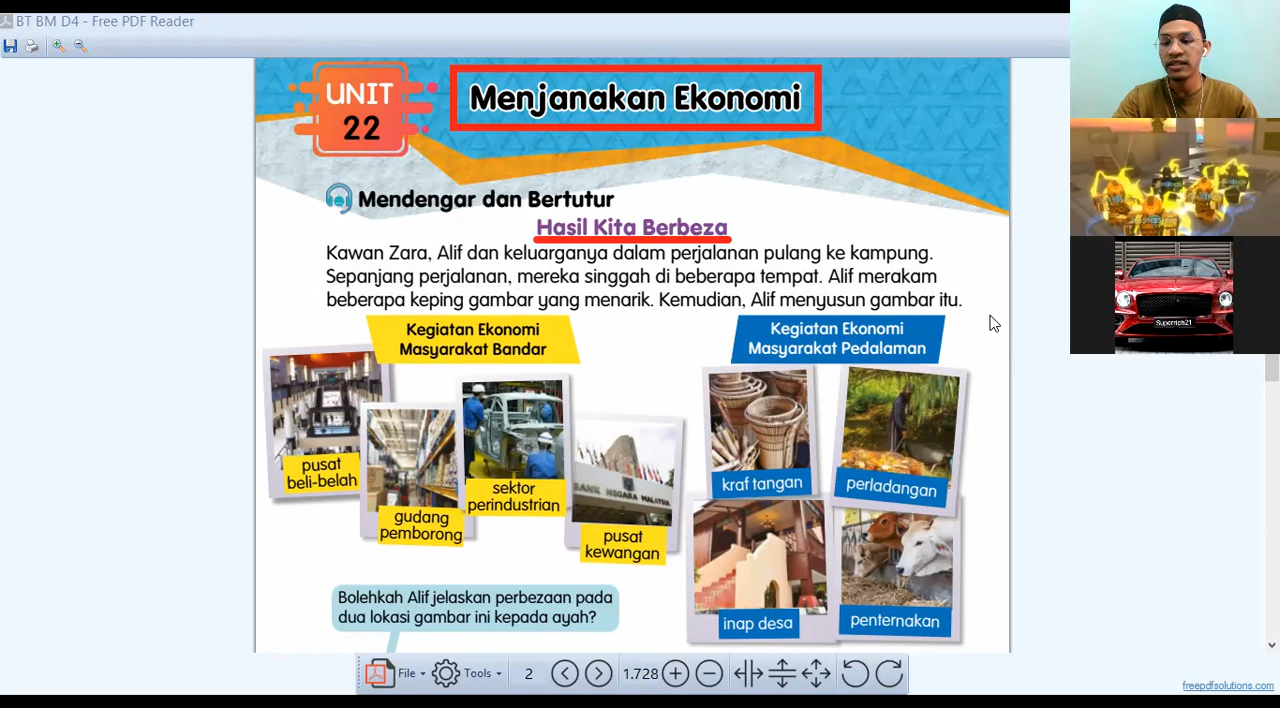 BT BM D4 - Free PDF Reader
UNIT
22
Menjanakan Ekonomi
Mendengar dan Bertutur
Hasil Kita Berbeza
Kawan Zara, Alif dan keluarganya dalam perjalanan pulang ke kampung.
Sepanjang perjalanan, mereka singgah di beberapa tempat. Alif merakam
beberapa keping gambar yang menarik. Kemudian, Alif menyusun gambar itu.
Kegiatan Ekonomi
Masyarakat Bandar
pusat
beli-belah
gudang
pemborong
sektor
perindustrian
BANK NEGARA MALAYSIA
pusat
kewangan
Kegiatan Ekonomi
Masyarakat Pedalaman
kraf tangan
perladangan
inap desa
penternakan
Bolehkah Alif jelaskan perbezaan pada
dua lokasi gambar ini kepada ayah?
File
Tools
2
1.728
Superrich21
freepdfsolutions.com